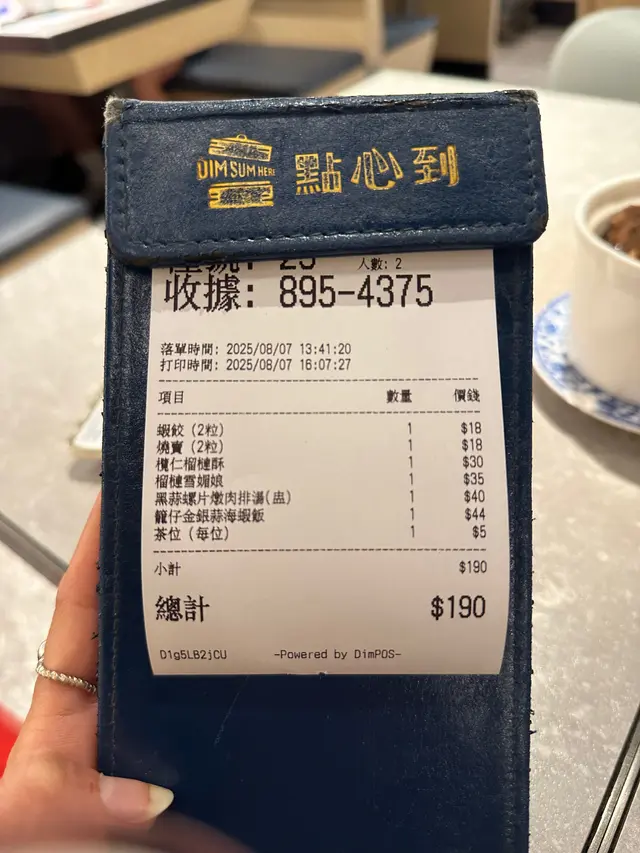 DIM SUM HERE 點心到
座號: 25 人數: 2
收據: 895-4375
落單時間: 2025/08/07 13:41:20
打印時間: 2025/08/07 16:07:27
項目 數量 價錢
蝦餃 (2粒) 1 $18
燒賣 (2粒) 1 $18
欖仁榴槤酥 1 $30
榴槤雪媚娘 1 $35
黑蒜螺片燉肉排湯(盅) 1 $40
籠仔金銀蒜海蝦飯 1 $44
茶位 (每位) 1 $5
小計 $190
總計 $190
D1g5LB2jCU -Powered by DimPOS-